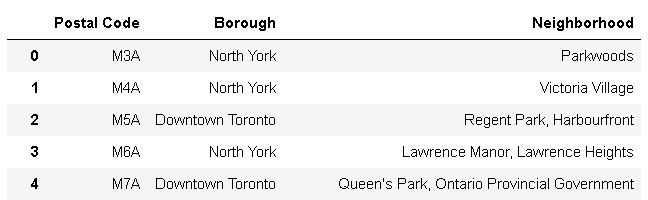 Postal Code Borough Neighborhood
0 M3A North York Parkwoods
1 M4A North York Victoria Village
2 M5A Downtown Toronto Regent Park, Harbourfront
3 M6A North York Lawrence Manor, Lawrence Heights
4 M7A Downtown Toronto Queen's Park, Ontario Provincial Government